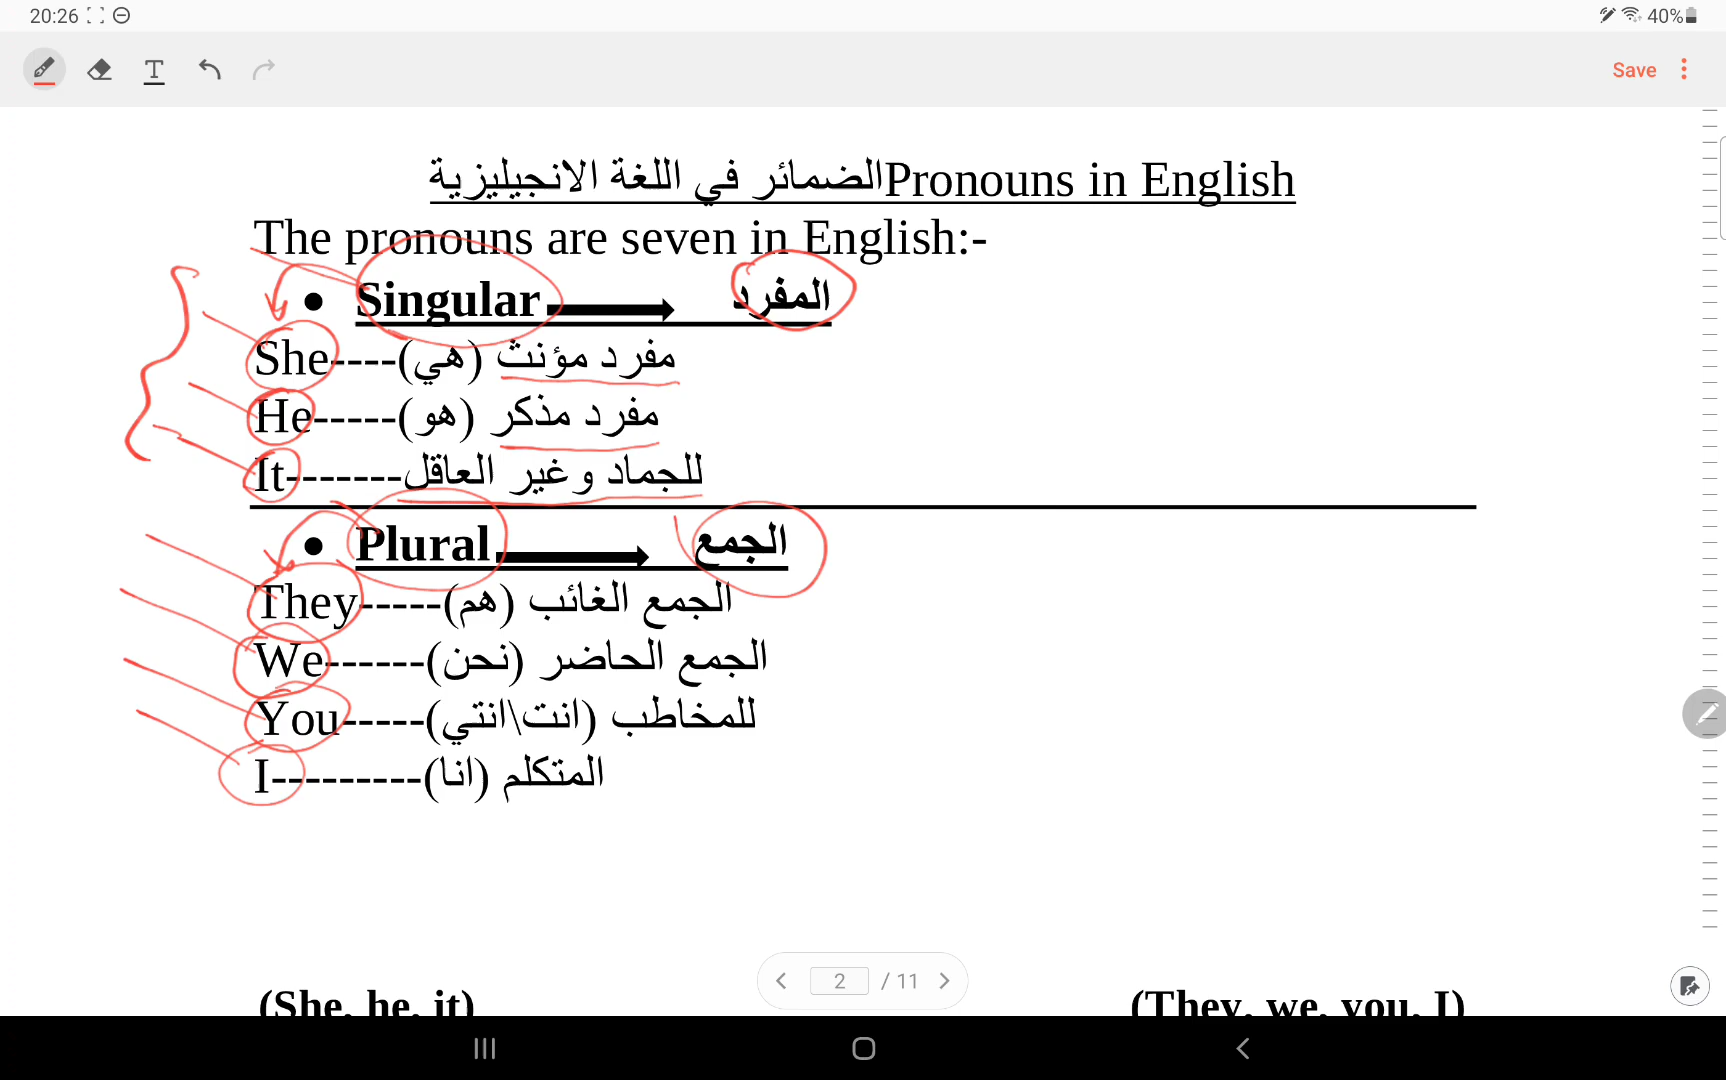 20:26
40%
Save
الضمائر في اللغة الانجيليزيةPronouns in English
The pronouns are seven in English:-
• Singular المفرد
She-----(هي) مفرد مؤنث
He------(هو) مفرد مذكر
It-------للجماد وغير العاقل
• Plural الجمع
They-----(هم) الجمع الغائب
We------(نحن) الجمع الحاضر
You-----(انت\انتي) للمخاطب
I---------(انا) المتكلم
2 / 11
(She, he, it) (They, we, you, I)